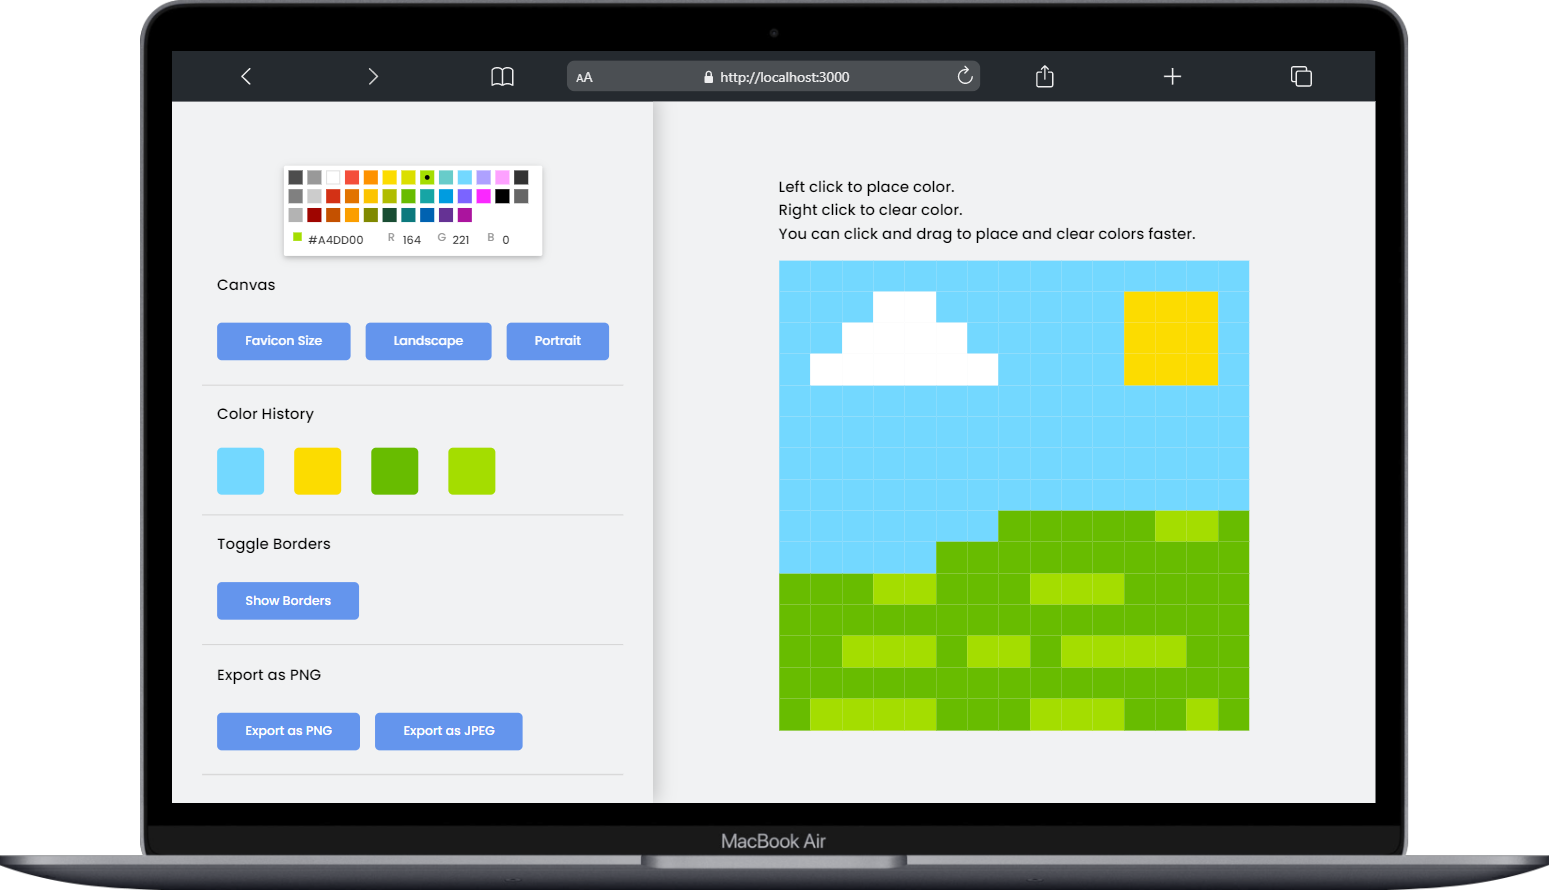 AA
http://localhost:3000
#A4DD00 R 164 G 221 B 0
Canvas
Favicon Size Landscape Portrait
Color History
Toggle Borders
Show Borders
Export as PNG
Export as PNG Export as JPEG
Left click to place color.
Right click to clear color.
You can click and drag to place and clear colors faster.
MacBook Air